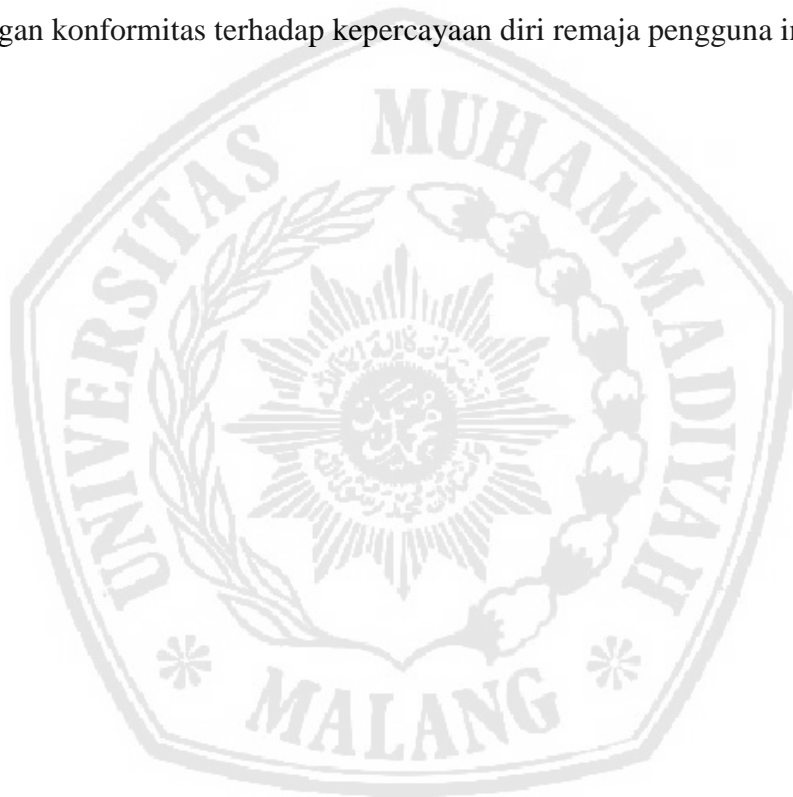 gan konformitas terhadap kepercayaan diri remaja pengguna in
UNIVERSITAS MUHAMMADIYAH
MALANG